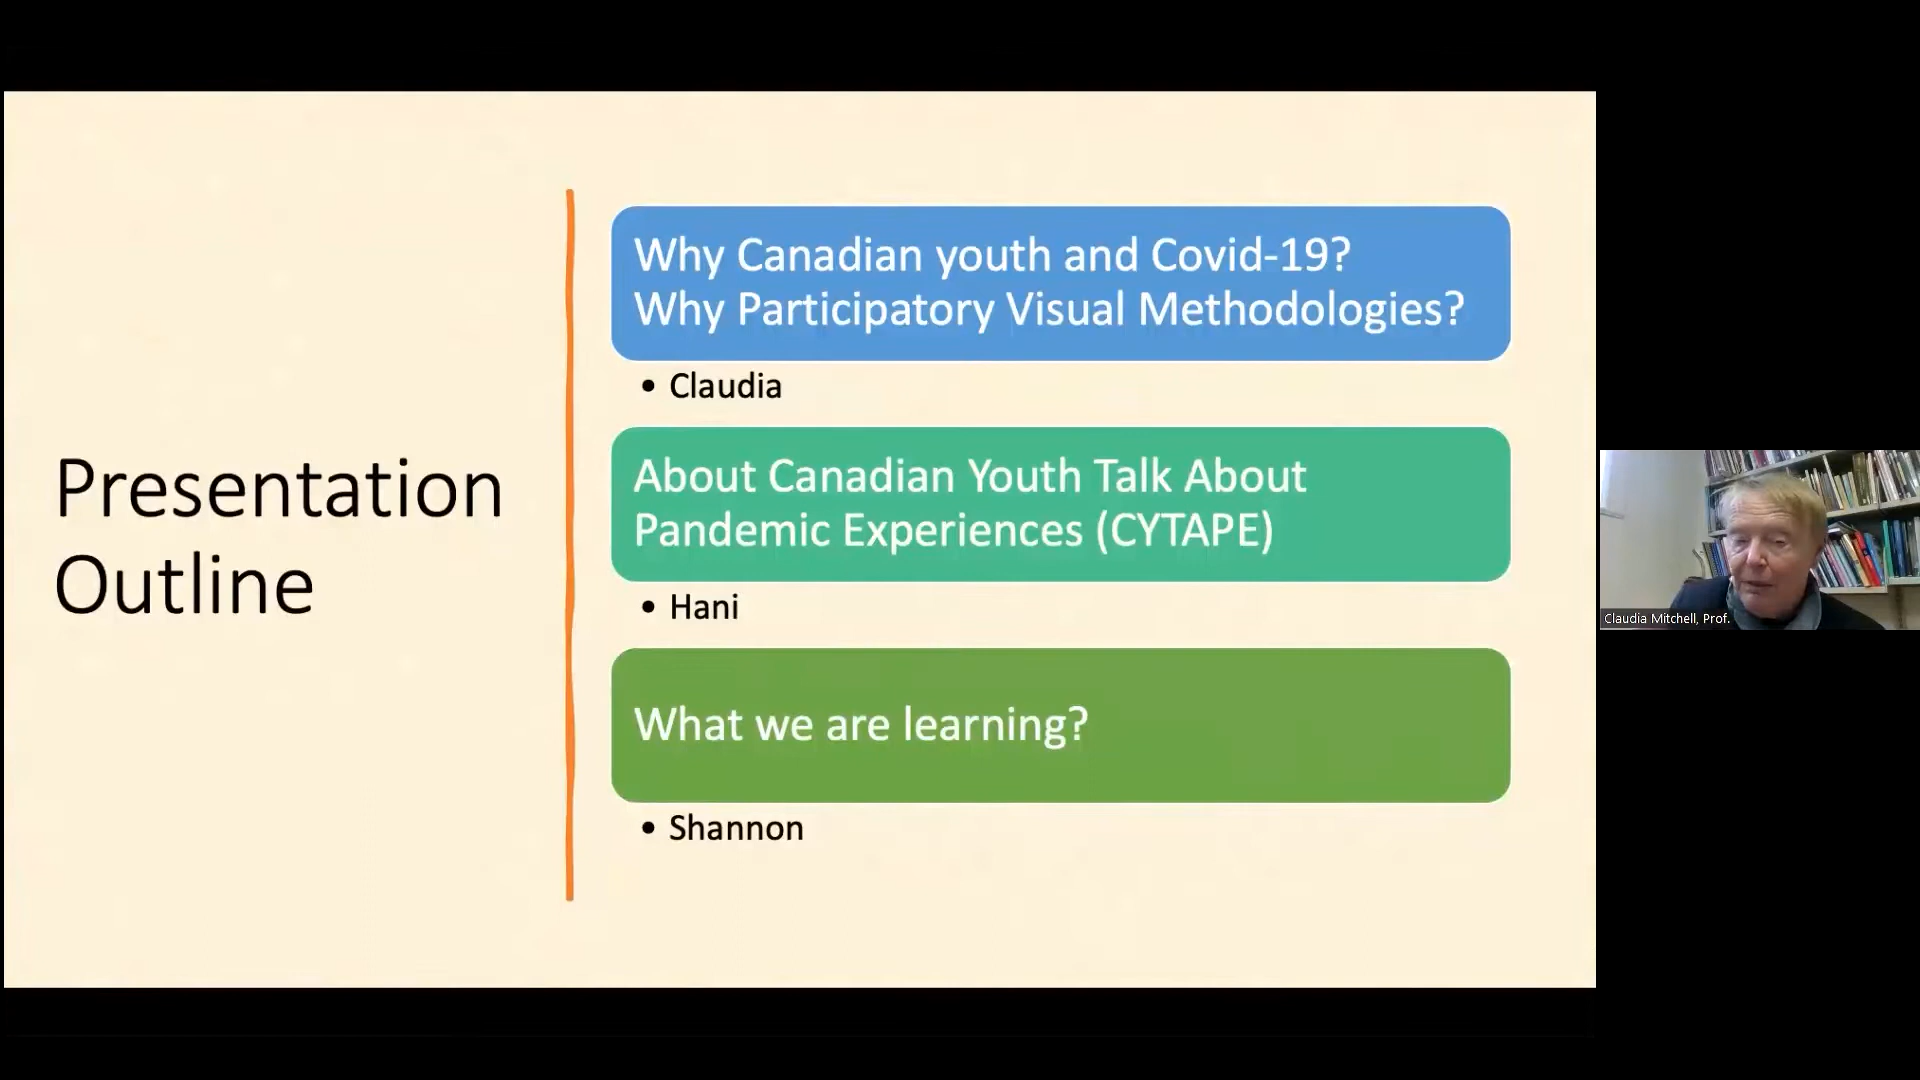 Presentation
Outline
Why Canadian youth and Covid-19?
Why Participatory Visual Methodologies?
• Claudia
About Canadian Youth Talk About
Pandemic Experiences (CYTAPE)
• Hani
What we are learning?
• Shannon
Claudia Mitchell, Prof.